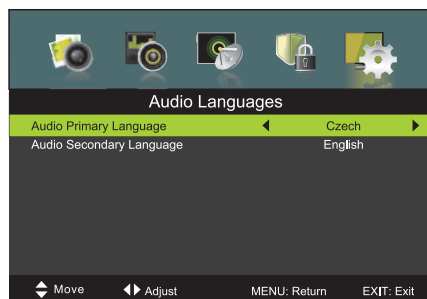 Audio Languages
Audio Primary Language Czech
Audio Secondary Language English
Move Adjust MENU: Return EXIT: Exit